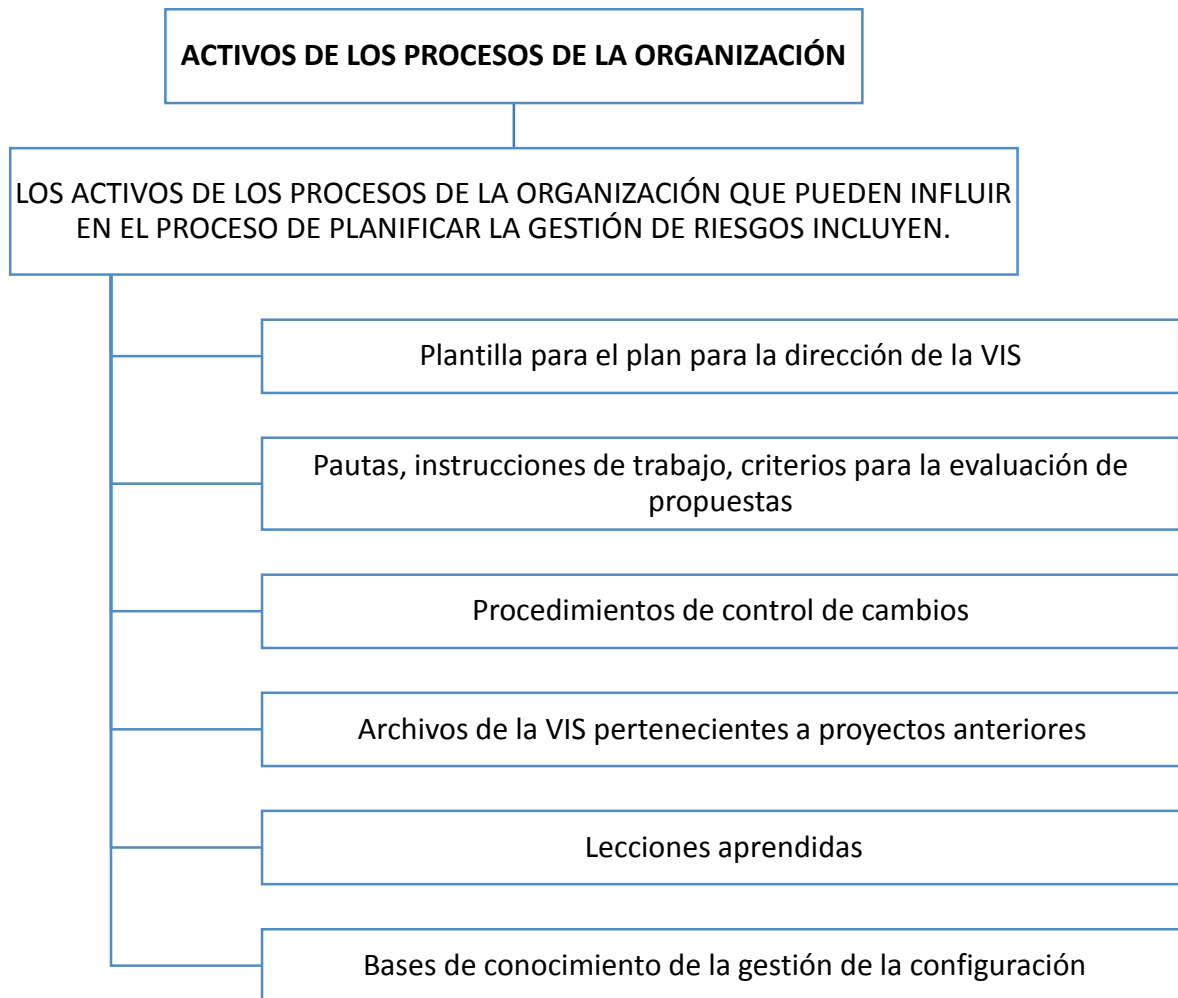 ACTIVOS DE LOS PROCESOS DE LA ORGANIZACIÓN
LOS ACTIVOS DE LOS PROCESOS DE LA ORGANIZACIÓN QUE PUEDEN INFLUIR
EN EL PROCESO DE PLANIFICAR LA GESTIÓN DE RIESGOS INCLUYEN.
Plantilla para el plan para la dirección de la VIS
Pautas, instrucciones de trabajo, criterios para la evaluación de
propuestas
Procedimientos de control de cambios
Archivos de la VIS pertenecientes a proyectos anteriores
Lecciones aprendidas
Bases de conocimiento de la gestión de la configuración